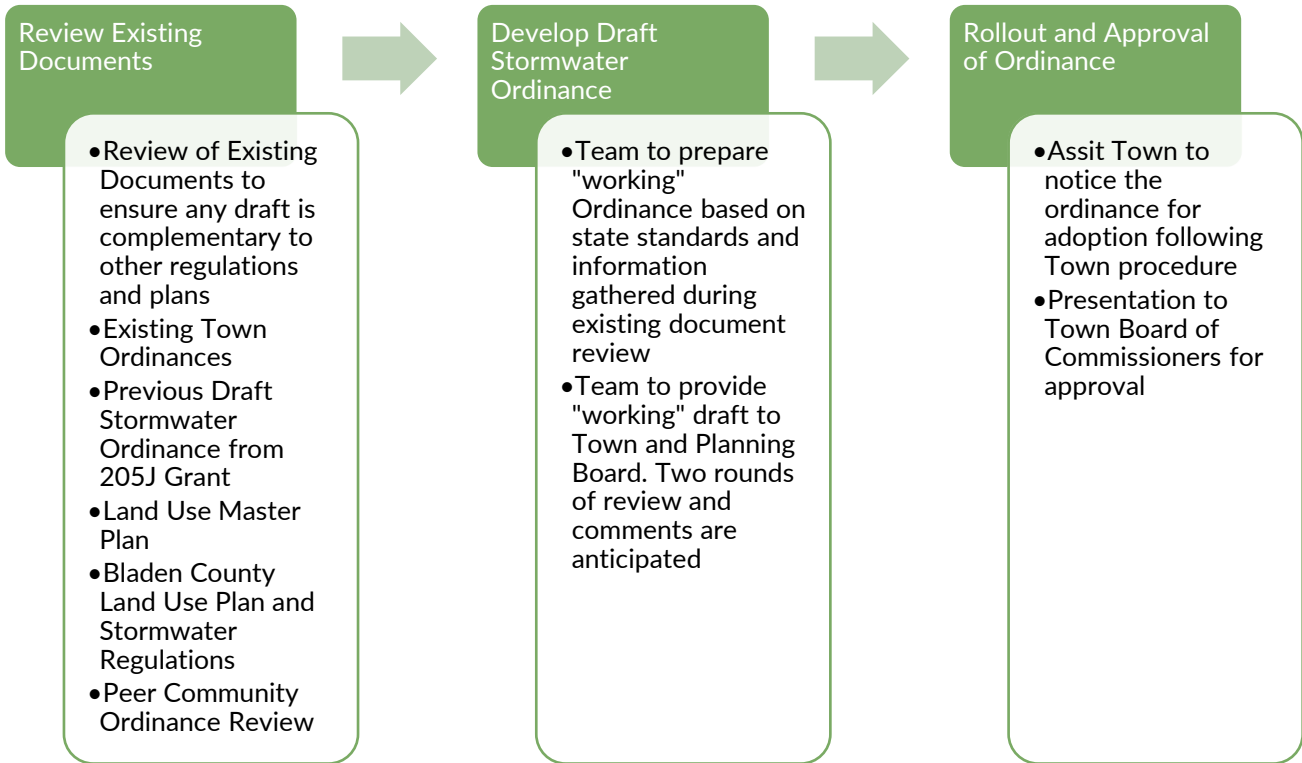 Review Existing
Documents
•Review of Existing
Documents to
ensure any draft is
complementary to
other regulations
and plans
•Existing Town
Ordinances
•Previous Draft
Stormwater
Ordinance from
205J Grant
•Land Use Master
Plan
•Bladen County
Land Use Plan and
Stormwater
Regulations
•Peer Community
Ordinance Review
Develop Draft
Stormwater
Ordinance
•Team to prepare
"working"
Ordinance based on
state standards and
information
gathered during
existing document
review
•Team to provide
"working" draft to
Town and Planning
Board. Two rounds
of review and
comments are
anticipated
Rollout and Approval
of Ordinance
•Assit Town to
notice the
ordinance for
adoption following
Town procedure
•Presentation to
Town Board of
Commissioners for
approval